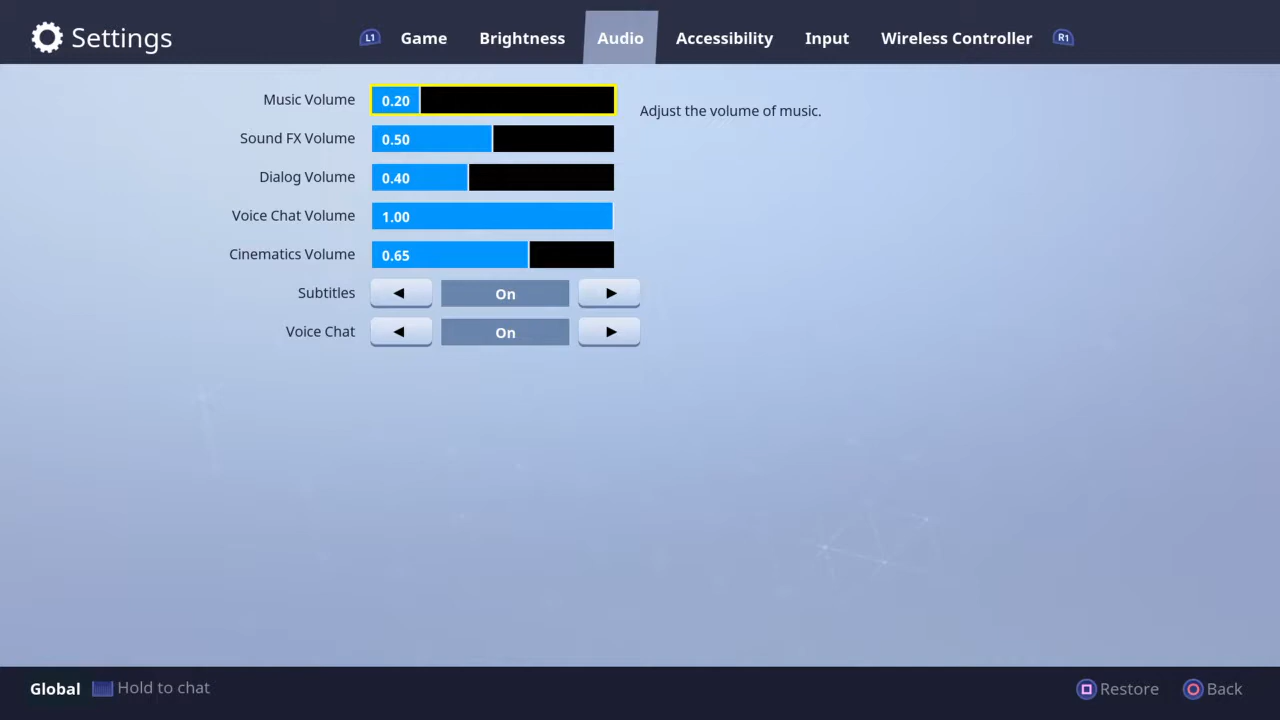 Settings
L1 Game Brightness Audio Accessibility Input Wireless Controller R1
Music Volume 0.20
Adjust the volume of music.
Sound FX Volume 0.50
Dialog Volume 0.40
Voice Chat Volume 1.00
Cinematics Volume 0.65
Subtitles On
Voice Chat On
Global Hold to chat
Restore Back